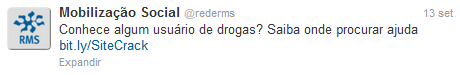 Mobilização Social @rederms 13 set
Conhece algum usuário de drogas? Saiba onde procurar ajuda
bit.ly/SiteCrack
Expandir
RMS